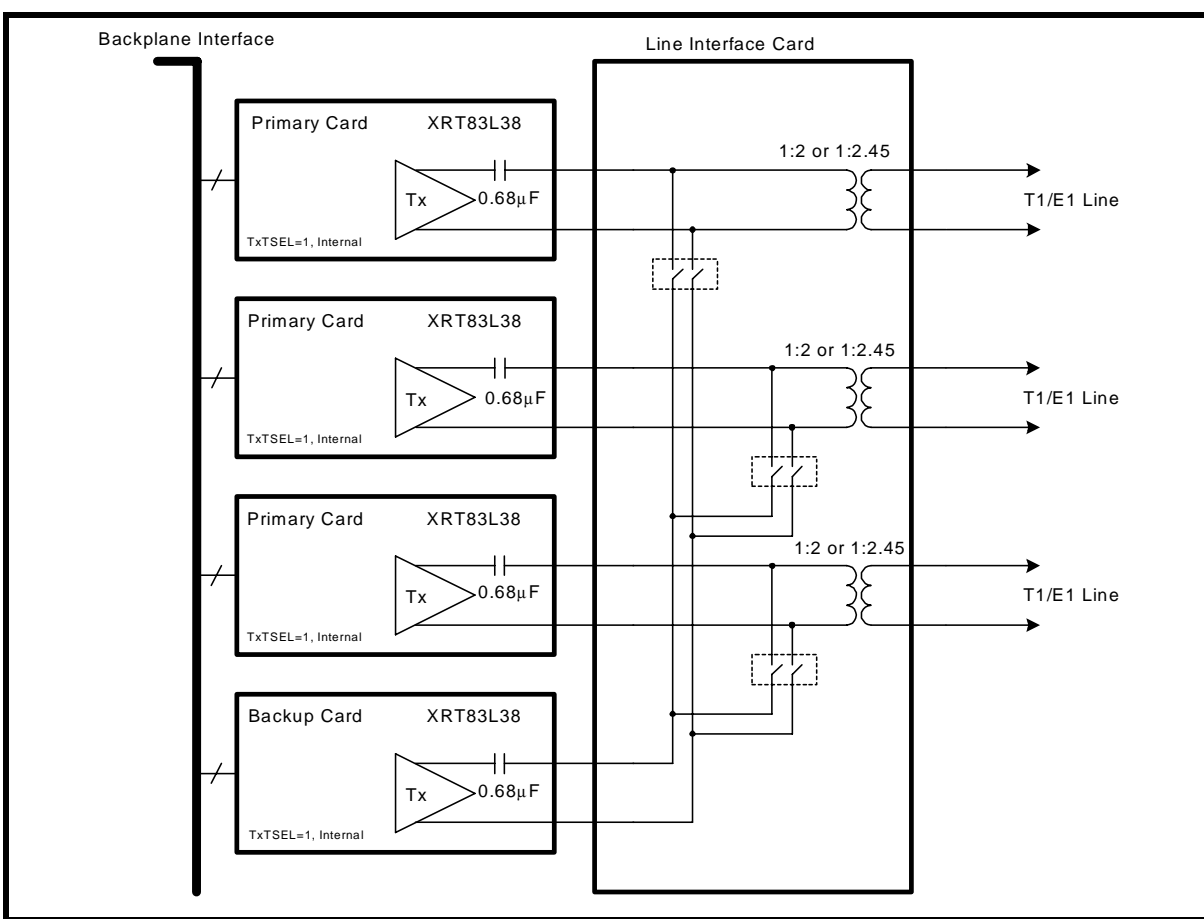 Backplane Interface
Line Interface Card
Primary Card XRT83L38
Tx
0.68μF
TxTSEL=1, Internal
1:2 or 1:2.45
T1/E1 Line
Primary Card XRT83L38
Tx
0.68μF
TxTSEL=1, Internal
1:2 or 1:2.45
T1/E1 Line
Primary Card XRT83L38
Tx
0.68μF
TxTSEL=1, Internal
1:2 or 1:2.45
T1/E1 Line
Backup Card XRT83L38
Tx
0.68μF
TxTSEL=1, Internal